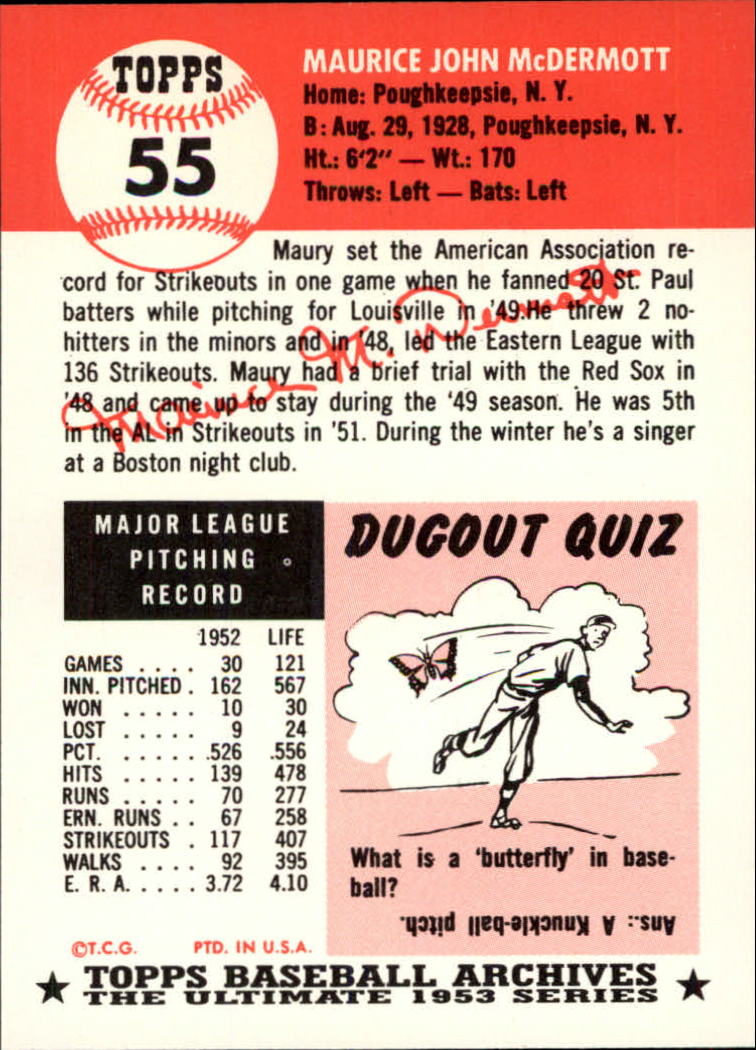 TOPPS
55
MAURICE JOHN McDERMOTT
Home: Poughkeepsie, N. Y.
B: Aug. 29, 1928, Poughkeepsie, N. Y.
Ht.: 6'2" — Wt.: 170
Throws: Left — Bats: Left
Maury set the American Association re-
cord for Strikeouts in one game when he fanned 20 St. Paul
batters while pitching for Louisville in '49.He threw 2 no-
hitters in the minors and in '48, led the Eastern League with
136 Strikeouts. Maury had a brief trial with the Red Sox in
'48 and came up to stay during the '49 season. He was 5th
in the AL in Strikeouts in '51. During the winter he's a singer
at a Boston night club.
Maurice M. Dermott
MAJOR LEAGUE
PITCHING
RECORD
1952 LIFE
GAMES . . . . 30 121
INN. PITCHED . 162 567
WON . . . . . 10 30
LOST . . . . . 9 24
PCT. . . . . . .526 .556
HITS . . . . . 139 478
RUNS . . . . . 70 277
ERN. RUNS . . 67 258
STRIKEOUTS . 117 407
WALKS . . . . 92 395
E. R. A. . . . . . 3.72 4.10
DUGOUT QUIZ
What is a 'butterfly' in base-
ball?
Ans.: A Knuckle-ball pitch.
©T.C.G. PTD. IN U.S.A.
TOPPS BASEBALL ARCHIVES
THE ULTIMATE 1953 SERIES